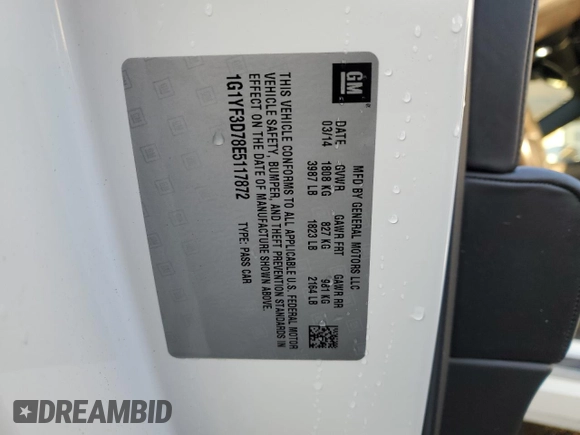 GM
MFD BY GENERAL MOTORS LLC
DATE GVWR GAWR FRT GAWR RR
03/14 1808 KG 827 KG 981 KG
3987 LB 1823 LB 2164 LB
THIS VEHICLE CONFORMS TO ALL APPLICABLE U.S. FEDERAL MOTOR
VEHICLE SAFETY, BUMPER, AND THEFT PREVENTION STANDARDS IN
EFFECT ON THE DATE OF MANUFACTURE SHOWN ABOVE.
1G1YF3D78E5117872 TYPE: PASS CAR
DREAMBID